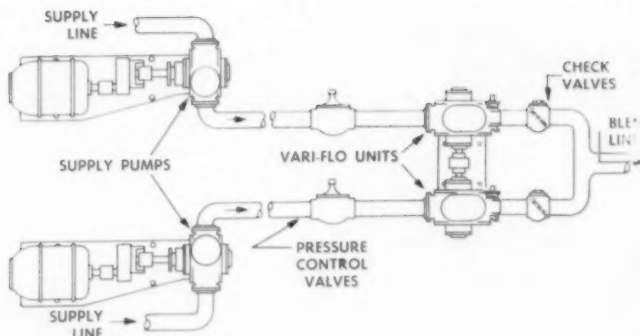 SUPPLY
LINE
CHECK
VALVES
SUPPLY PUMPS
VARI-FLO UNITS
PRESSURE
CONTROL
VALVES
SUPPLY
LINE